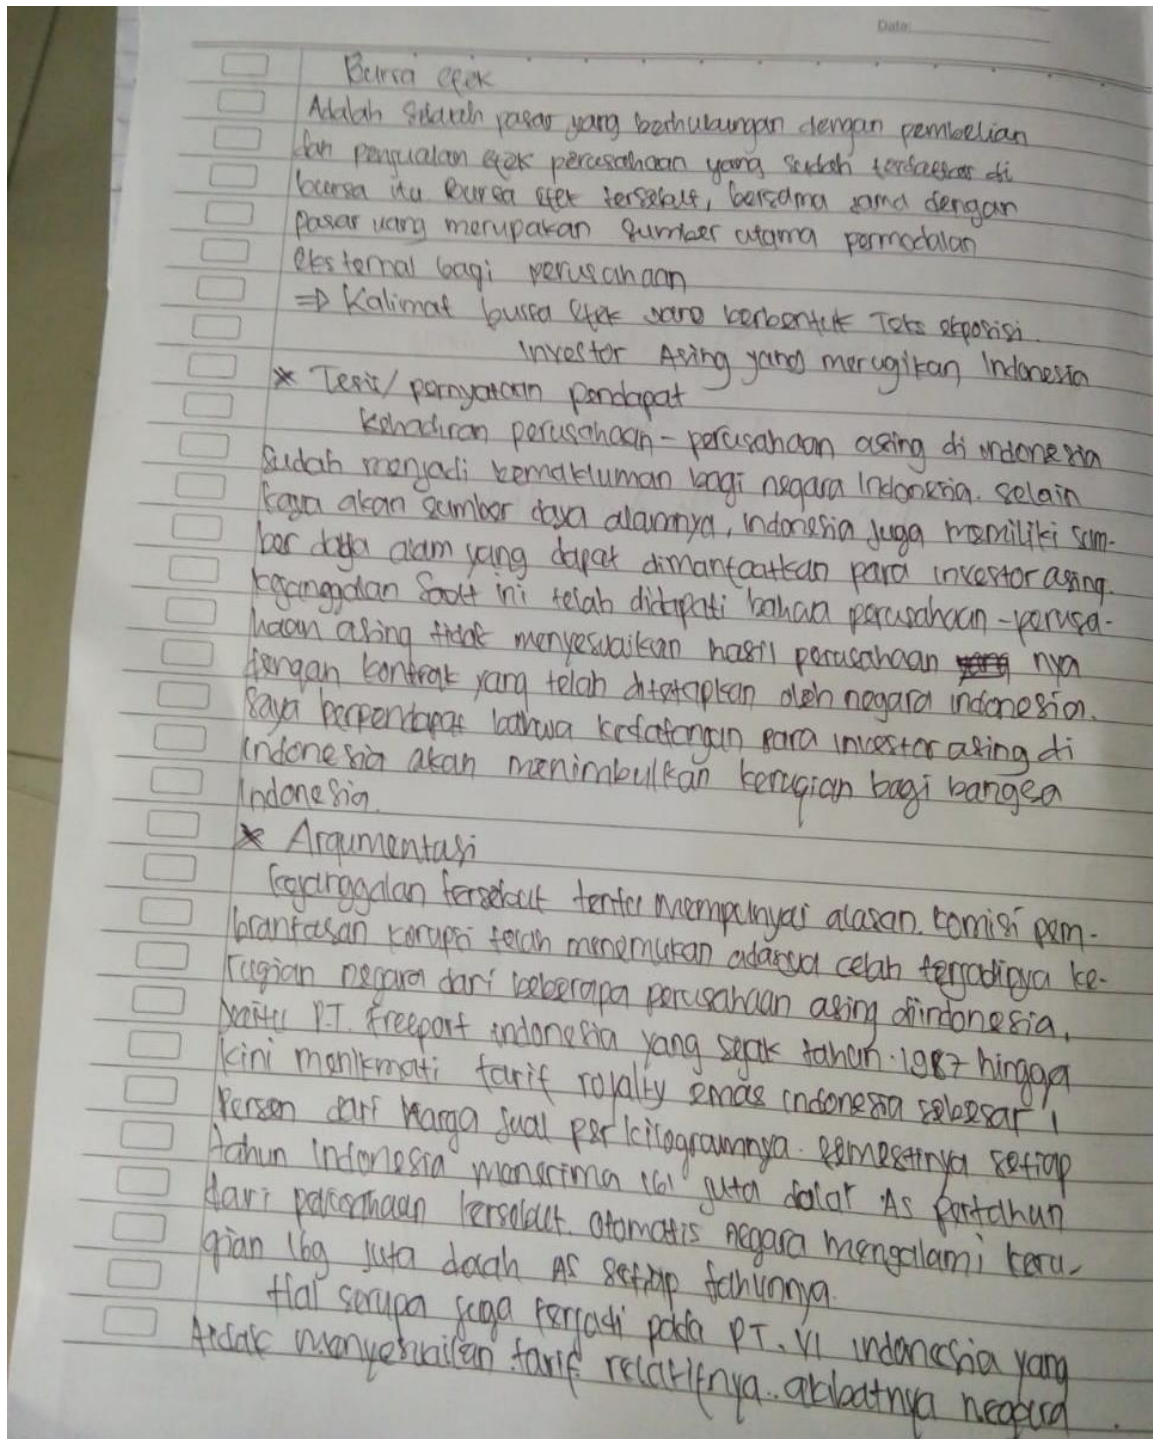 Date:
Bursa efek
Adalah sebuah pasar yang berhubungan dengan pembelian
dan penjualan efek perusahaan yang sudah terdaftar di
bursa itu Bursa efek tersebut, bersama sama dengan
pasar uang merupakan sumber utama permodalan
eksternal bagi perusahaan
⇒ Kalimat bursa efek yang berbentuk Teks eksposisi.
Investor Asing yang merugikan Indonesia
* Tesis/ pernyataan pendapat
Kehadiran perusahaan - perusahaan asing di indonesia
sudah menjadi kemakluman bagi negara Indonesia. selain
kaya akan sumber daya alamnya, indonesia juga memiliki sum-
ber daya alam yang dapat dimanfaatkan para investor asing.
kejanggalan Saat ini telah didapati bahwa perusahaan - perusa-
haan asing tidak menyesuaikan hasil perusahaan nya
dengan kontrak yang telah ditetapkan oleh negara indonesia.
saya berpendapat bahwa kedatangan para investor asing di
indonesia akan menimbulkan kerugian bagi bangsa
Indonesia.
* Argumentasi
kejanggalan tersebut tentu mempunyai alasan. komisi pem-
brantasan korupsi telah menemukan adanya celah terjadinya ke-
rugian negara dari beberapa perusahaan asing diindonesia,
yaitu P.T. freeport indonesia yang sejak tahun 1987 hingga
kini menikmati tarif royalty emas indonesia sebesar 1
Persen dari harga jual per kilogramnya. semestinya setiap
tahun Indonesia menerima 161 juta dolar As pertahun
dari perusahaan tersebut. otomatis negara mengalami keru-
gian 169 juta AS setiap tahunnya.
Hal serupa juga terjadi pada PT. VI indonesia yang
tidak menyesuaikan tarif relatifnya. akibatnya negara